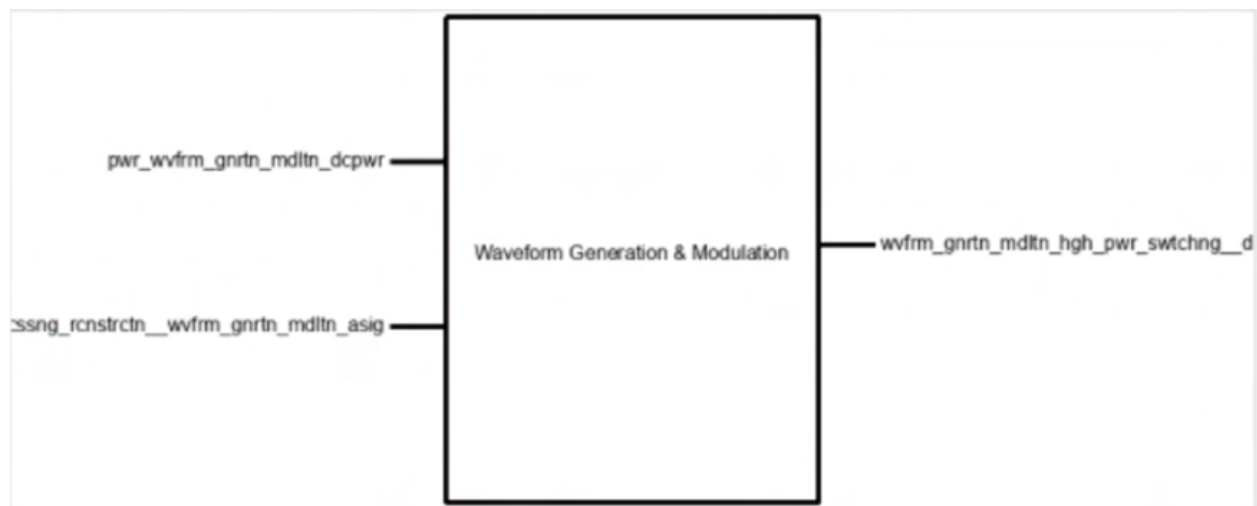 pwr_wvfrm_gnrtn_mdltn_dcpwr
Waveform Generation & Modulation
wvfrm_gnrtn_mdltn_hgh_pwr_swtchng__d
cssng_rcnstrctn__wvfrm_gnrtn_mdltn_asig